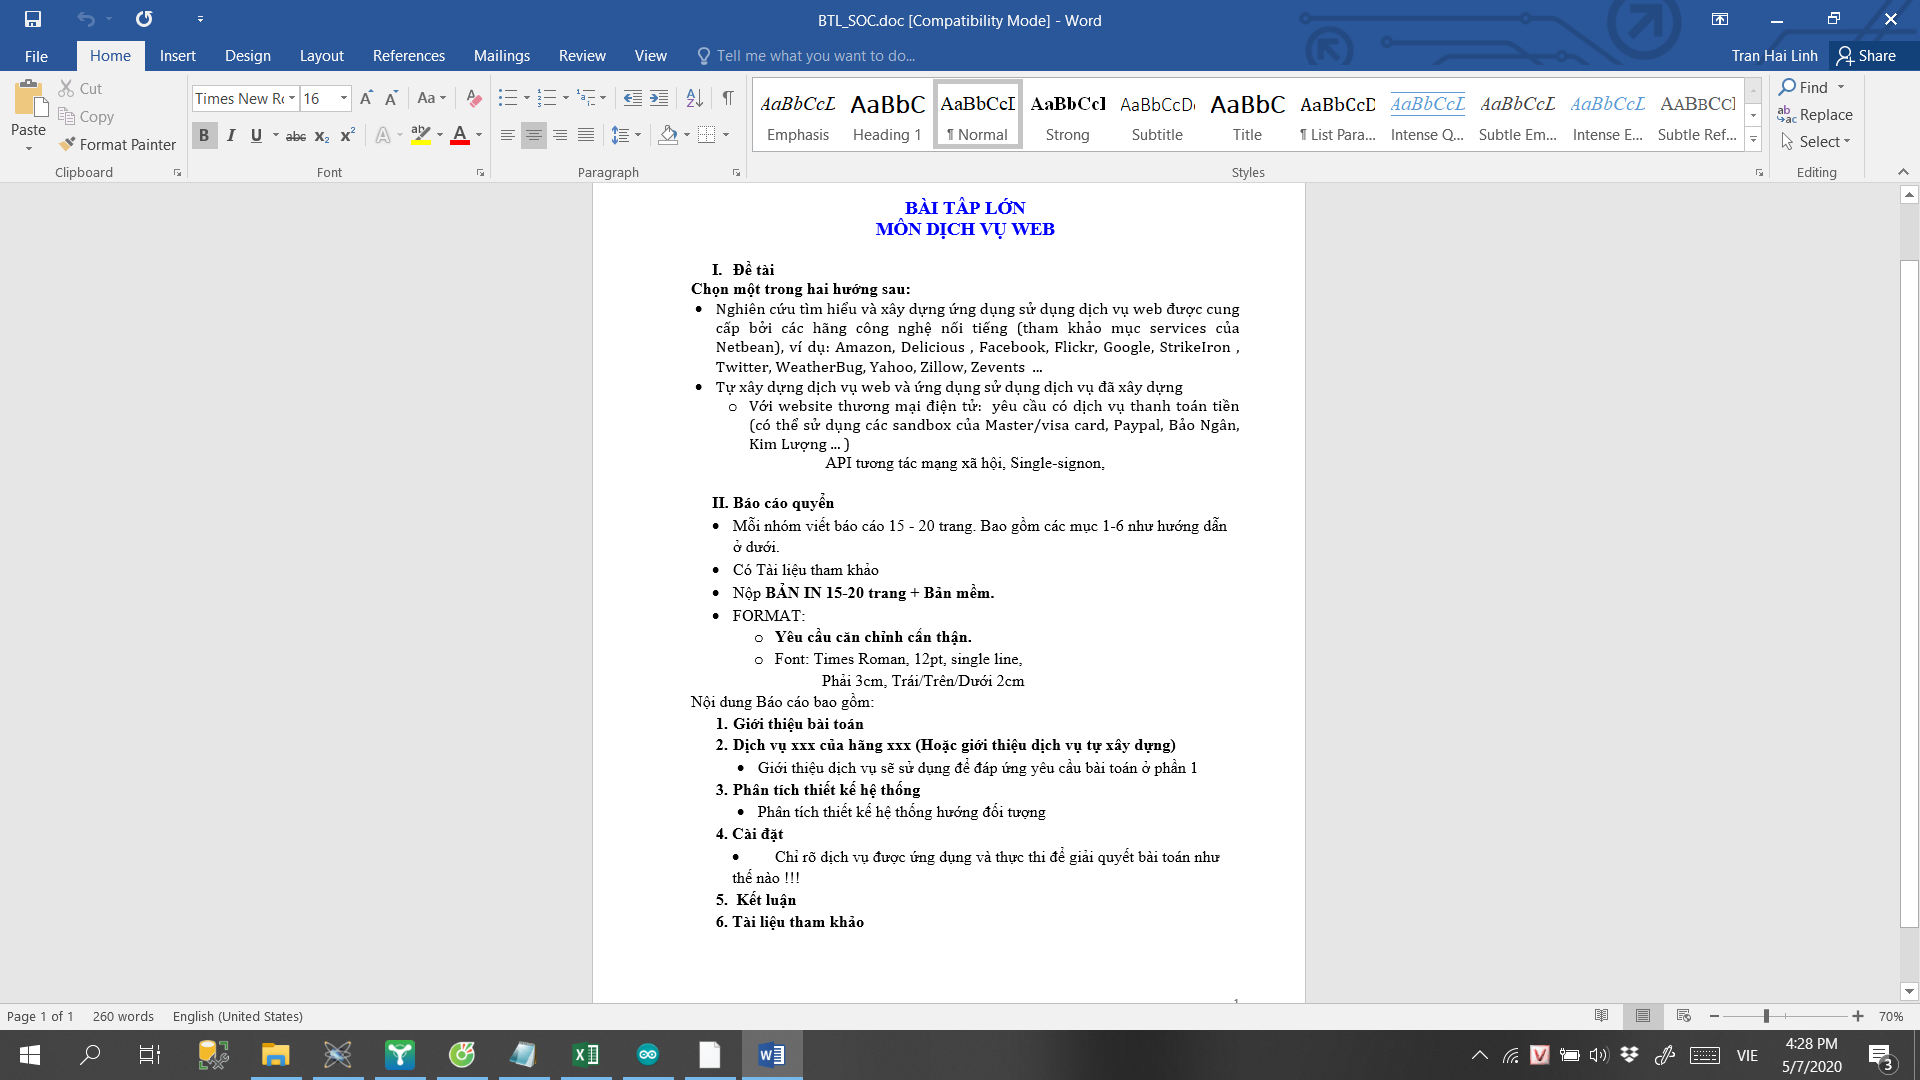 BTL_SOC.doc [Compatibility Mode] - Word
File Home Insert Design Layout References Mailings Review View Tell me what you want to do... Tran Hai Linh Share
Paste
Cut
Copy
Format Painter
Clipboard
Times New Ro 16
Font
Paragraph
AaBbCcL AaBbC AaBbCcI AaBbCcI AaBbCcD AaBbC AaBbCcD AaBbCcL AaBbCcL AaBbCcL AABBCCI
Emphasis Heading 1 ¶ Normal Strong Subtitle Title ¶ List Para... Intense Q... Subtle Em... Intense E... Subtle Ref...
Styles
Find
Replace
Select
Editing
BÀI TẬP LỚN
MÔN DỊCH VỤ WEB
I. Đề tài
Chọn một trong hai hướng sau:
• Nghiên cứu tìm hiểu và xây dựng ứng dụng sử dụng dịch vụ web được cung
cấp bởi các hãng công nghệ nổi tiếng (tham khảo mục services của
Netbean), ví dụ: Amazon, Delicious , Facebook, Flickr, Google, StrikeIron ,
Twitter, WeatherBug, Yahoo, Zillow, Zevents ...
• Tự xây dựng dịch vụ web và ứng dụng sử dụng dịch vụ đã xây dựng
o Với website thương mại điện tử: yêu cầu có dịch vụ thanh toán tiền
(có thể sử dụng các sandbox của Master/visa card, Paypal, Bảo Ngân,
Kim Lượng ... )
API tương tác mạng xã hội, Single-signon,
II. Báo cáo quyển
• Mỗi nhóm viết báo cáo 15 - 20 trang. Bao gồm các mục 1-6 như hướng dẫn
ở dưới.
• Có Tài liệu tham khảo
• Nộp BẢN IN 15-20 trang + Bản mềm.
• FORMAT:
o Yêu cầu căn chỉnh cẩn thận.
o Font: Times Roman, 12pt, single line,
Phải 3cm, Trái/Trên/Dưới 2cm
Nội dung Báo cáo bao gồm:
1. Giới thiệu bài toán
2. Dịch vụ xxx của hãng xxx (Hoặc giới thiệu dịch vụ tự xây dựng)
• Giới thiệu dịch vụ sẽ sử dụng để đáp ứng yêu cầu bài toán ở phần 1
3. Phân tích thiết kế hệ thống
• Phân tích thiết kế hệ thống hướng đối tượng
4. Cài đặt
• Chỉ rõ dịch vụ được ứng dụng và thực thi để giải quyết bài toán như
thế nào !!!
5. Kết luận
6. Tài liệu tham khảo
Page 1 of 1 260 words English (United States) 70%
VIE
4:28 PM
5/7/2020
3